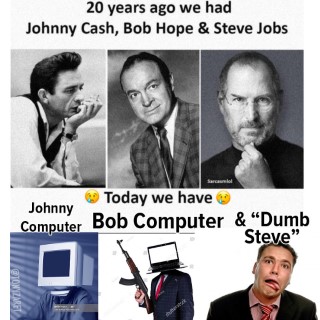 20 years ago we had
Johnny Cash, Bob Hope & Steve Jobs
Sarcasmlol
😢 Today we have 😢
Johnny
Computer
Bob Computer
& “Dumb
Steve”